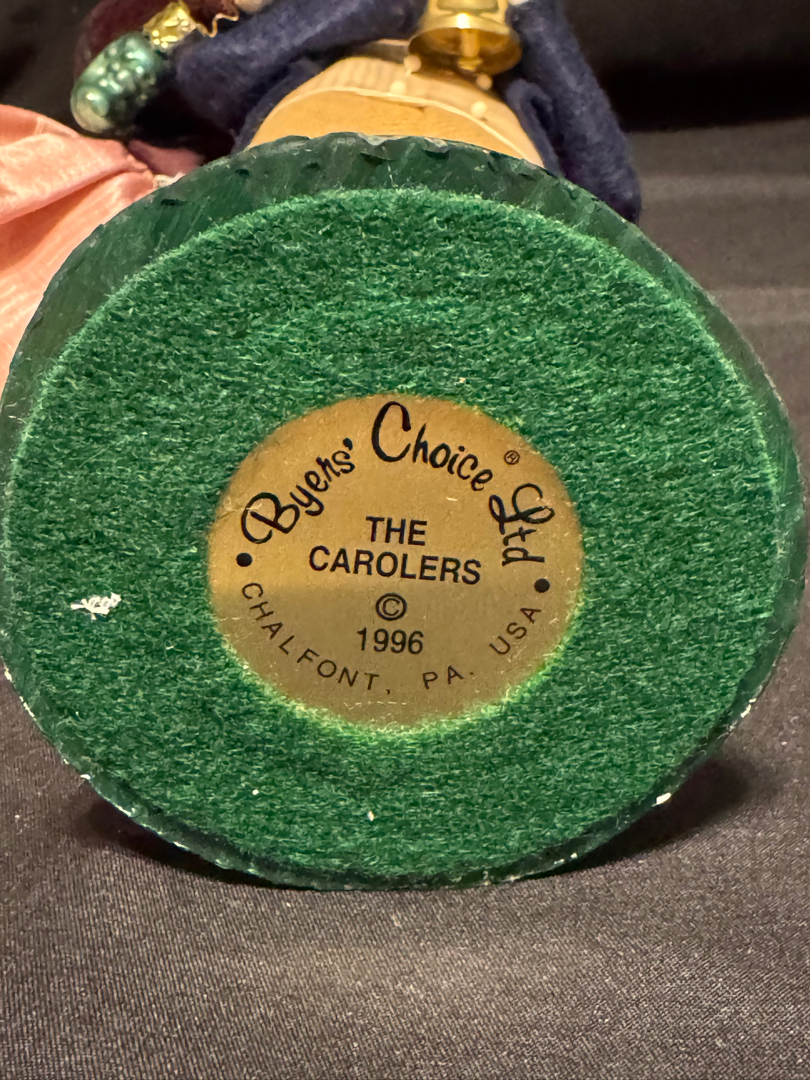 Byers' Choice ® Ltd
THE
CAROLERS
©
1996
• CHALFONT, PA. USA •